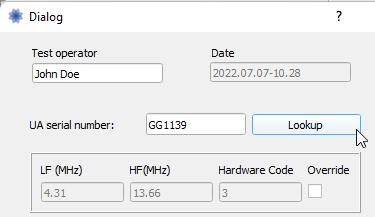 Dialog ?
Test operator Date
John Doe 2022.07.07-10.28
UA serial number: GG1139 Lookup
LF (MHz) HF(MHz) Hardware Code Override
4.31 13.66 3